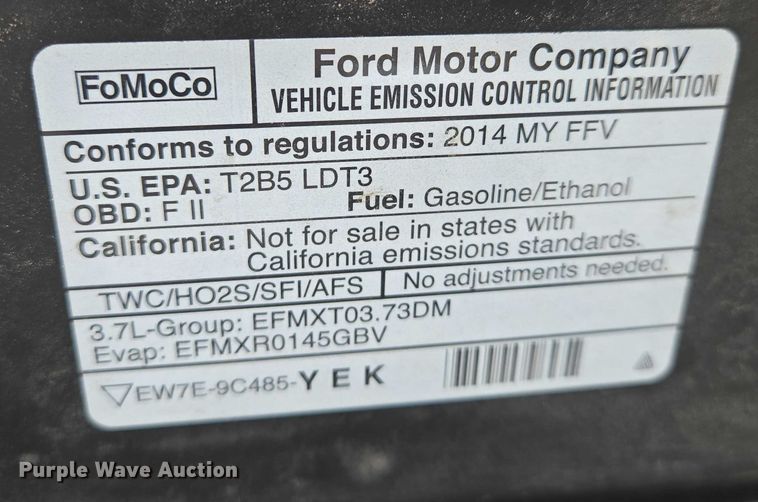 FoMoCo
Ford Motor Company
VEHICLE EMISSION CONTROL INFORMATION
Conforms to regulations: 2014 MY FFV
U.S. EPA: T2B5 LDT3
OBD: F II
Fuel: Gasoline/Ethanol
California: Not for sale in states with
California emissions standards.
TWC/HO2S/SFI/AFS
No adjustments needed.
3.7L-Group: EFMXT03.73DM
Evap: EFMXR0145GBV
EW7E-9C485-Y E K
Purple Wave Auction